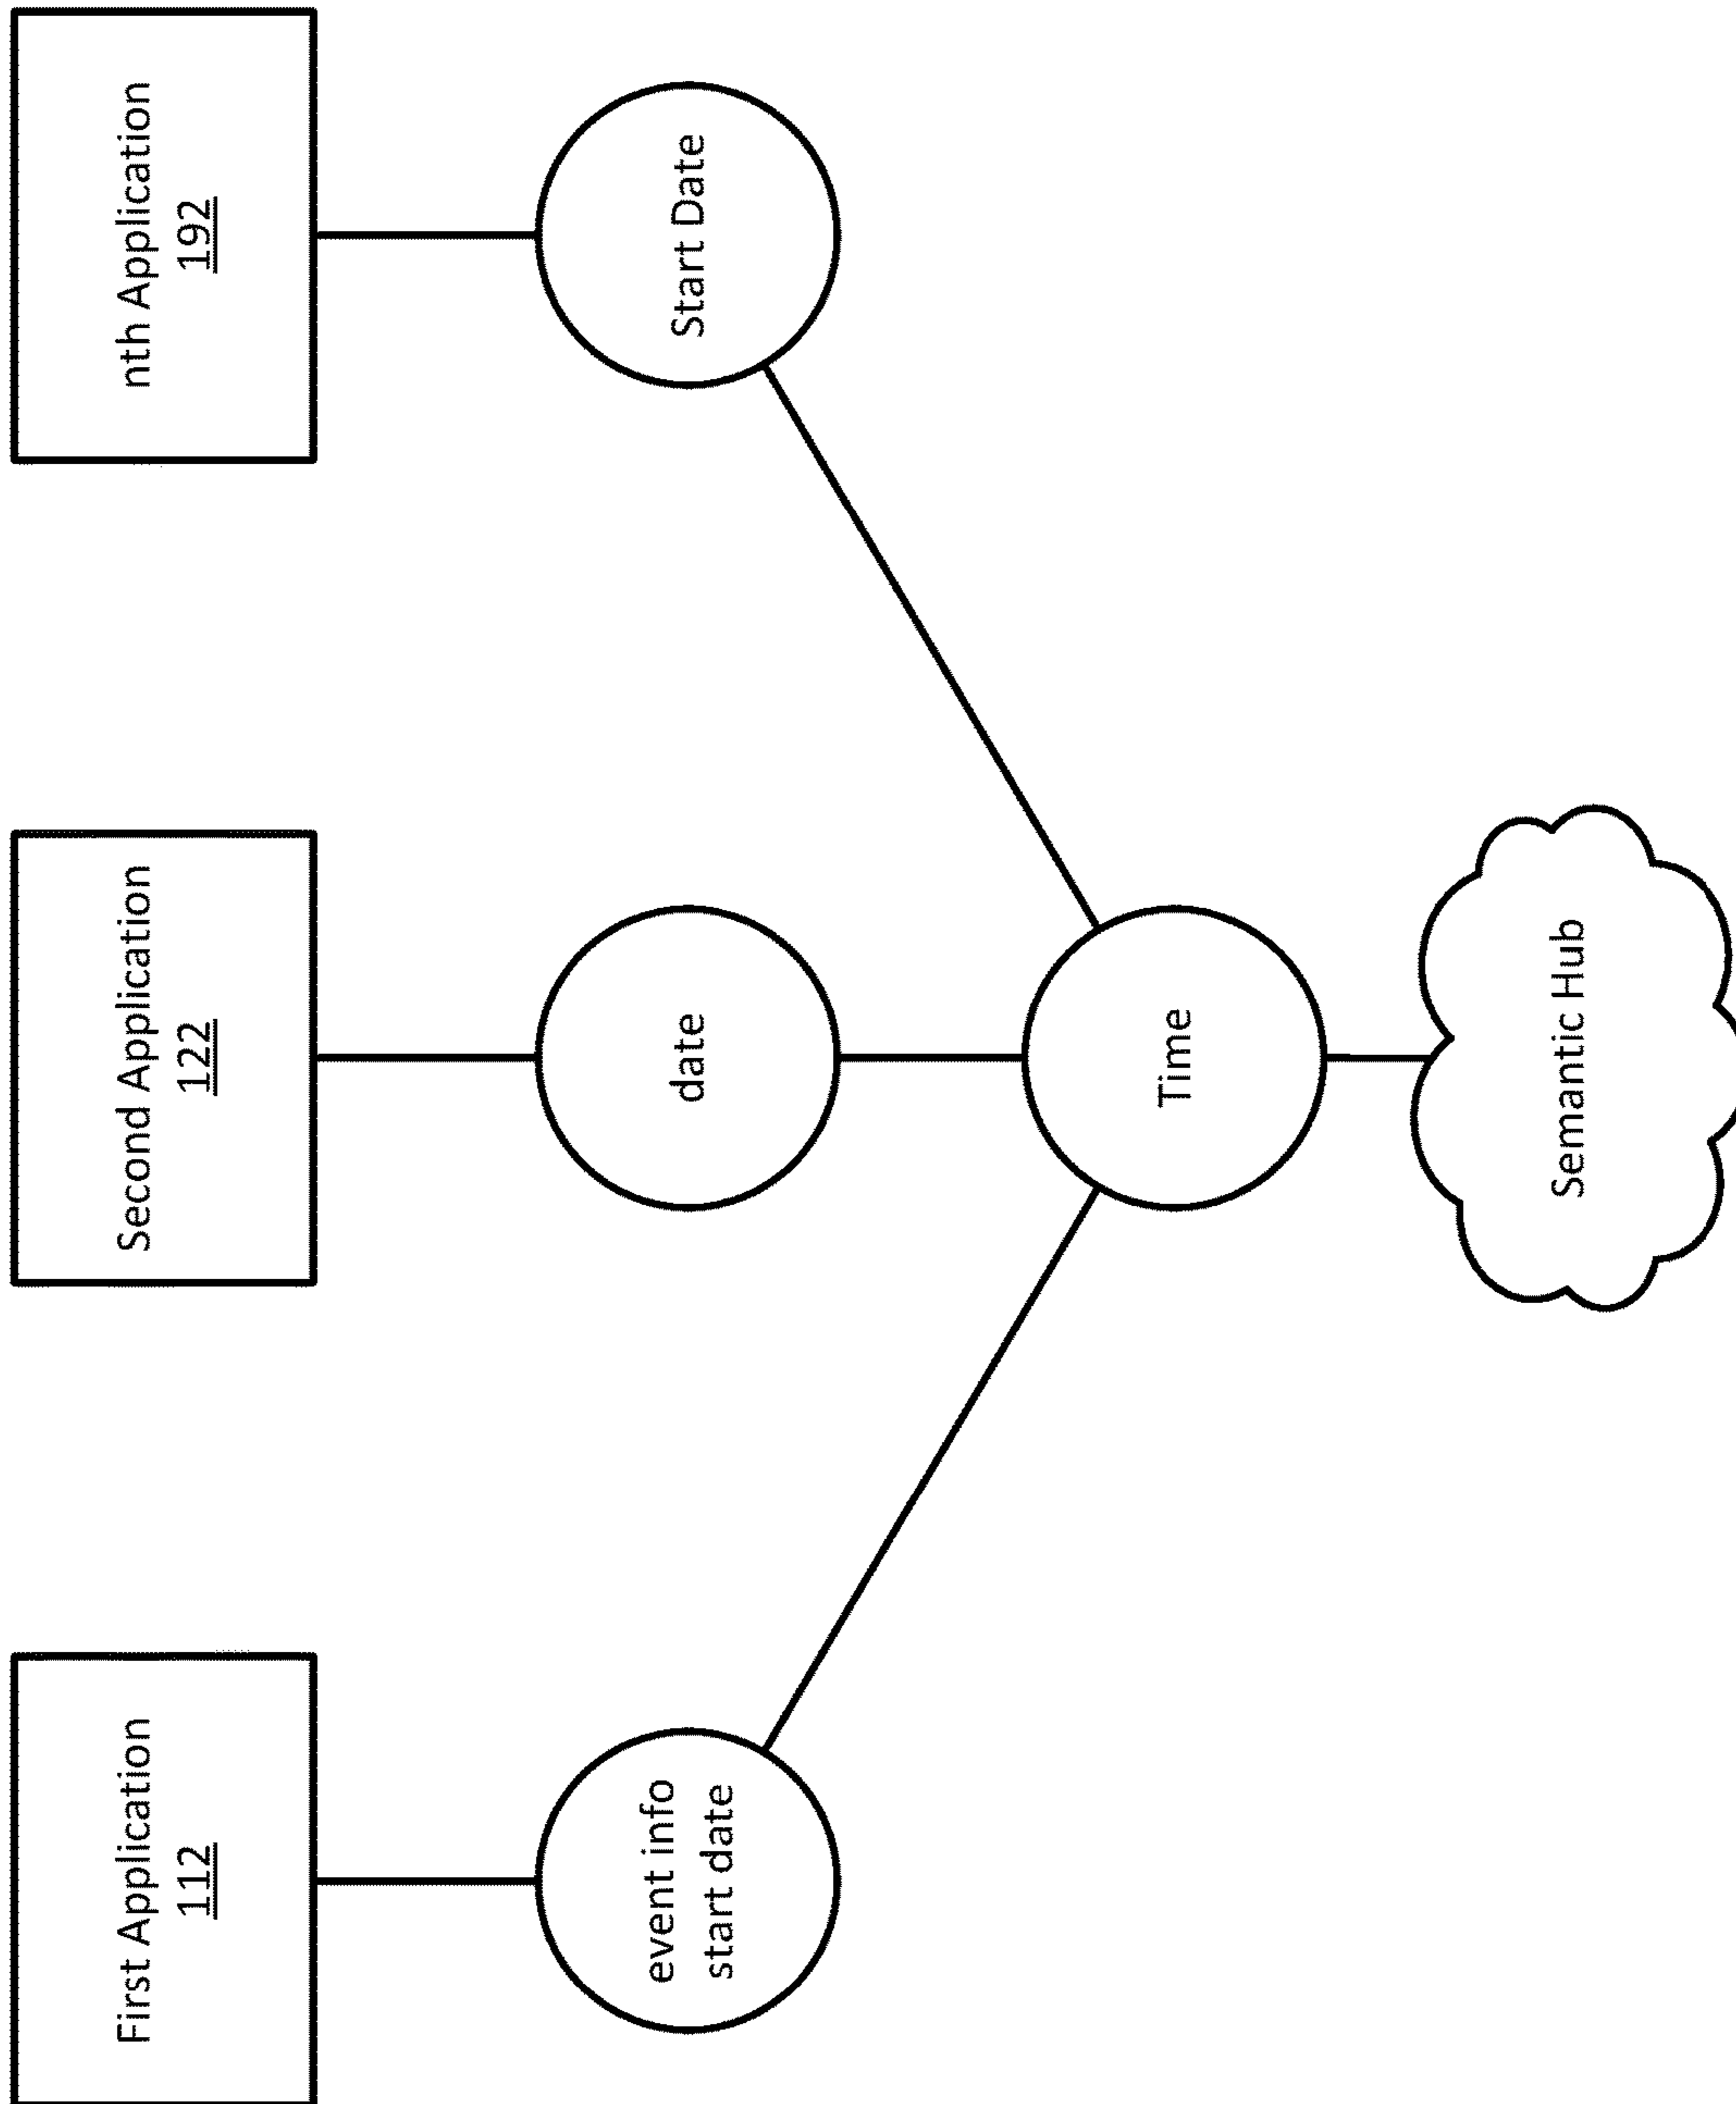 First Application
112
Second Application
122
nth Application
192
event info
start date
date
Start Date
Time
Semantic Hub